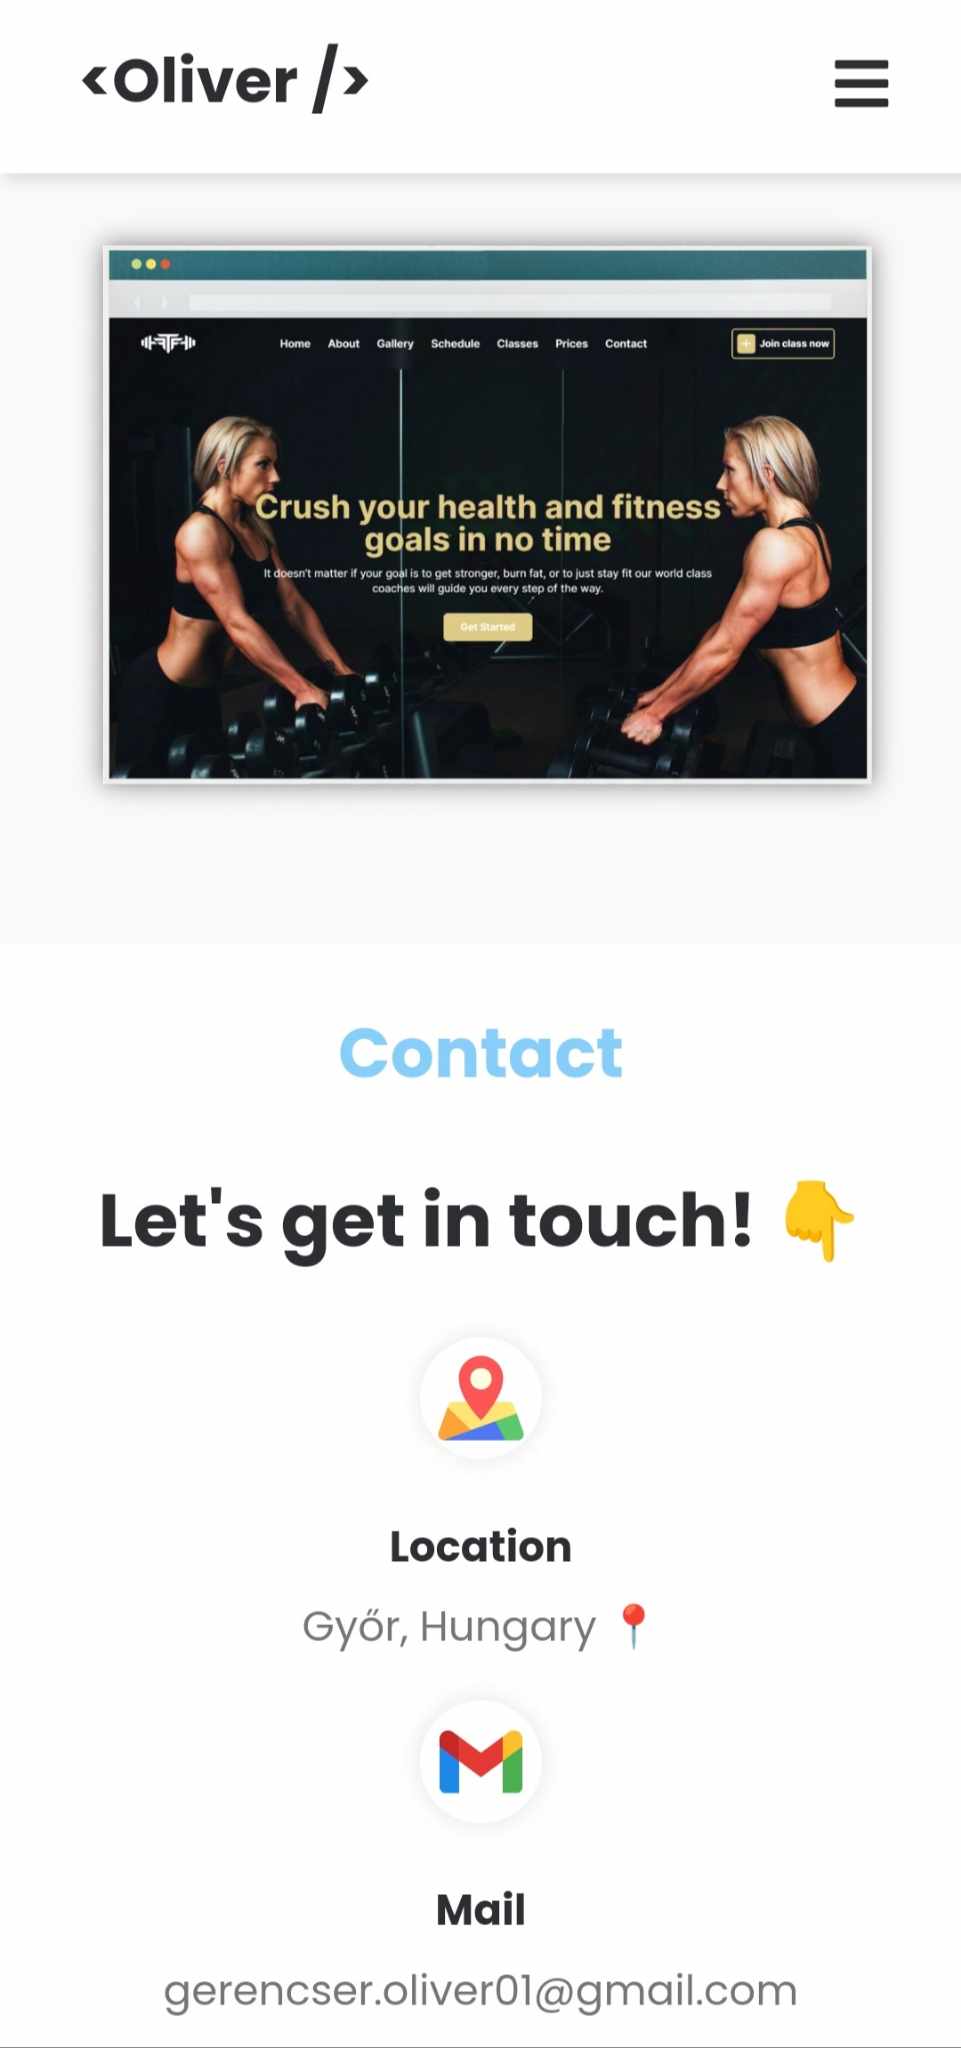 <Oliver />
Home About Gallery Schedule Classes Prices Contact
Join class now
Crush your health and fitness
goals in no time
It doesn't matter if your goal is to get stronger, burn fat, or to just stay fit our world class
coaches will guide you every step of the way.
Get Started
Contact
Let's get in touch! 👇
Location
Győr, Hungary 📍
Mail
gerencser.oliver01@gmail.com